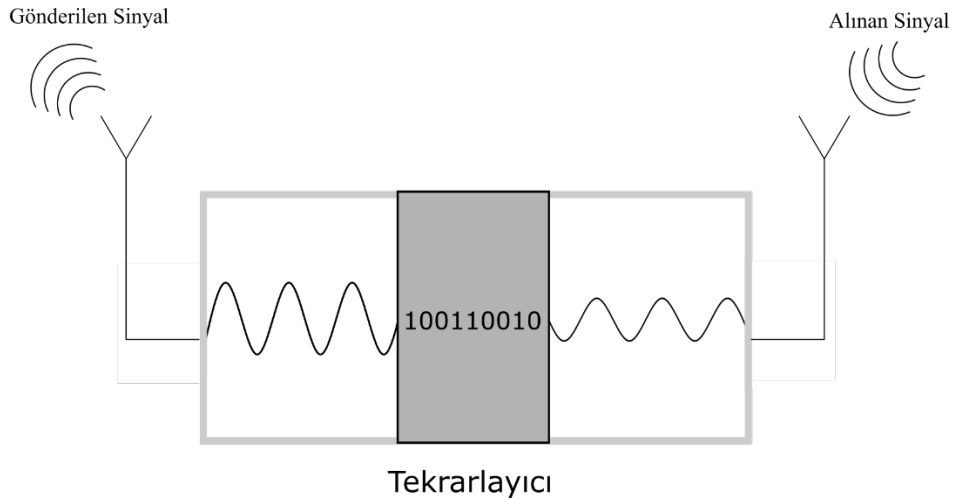 Gönderilen Sinyal
Alınan Sinyal
100110010
Tekrarlayıcı